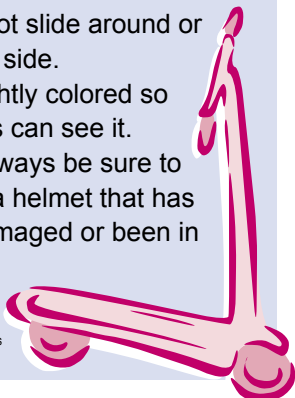 ot slide around or
side.
htly colored so
s can see it.
ways be sure to
a helmet that has
maged or been in
s